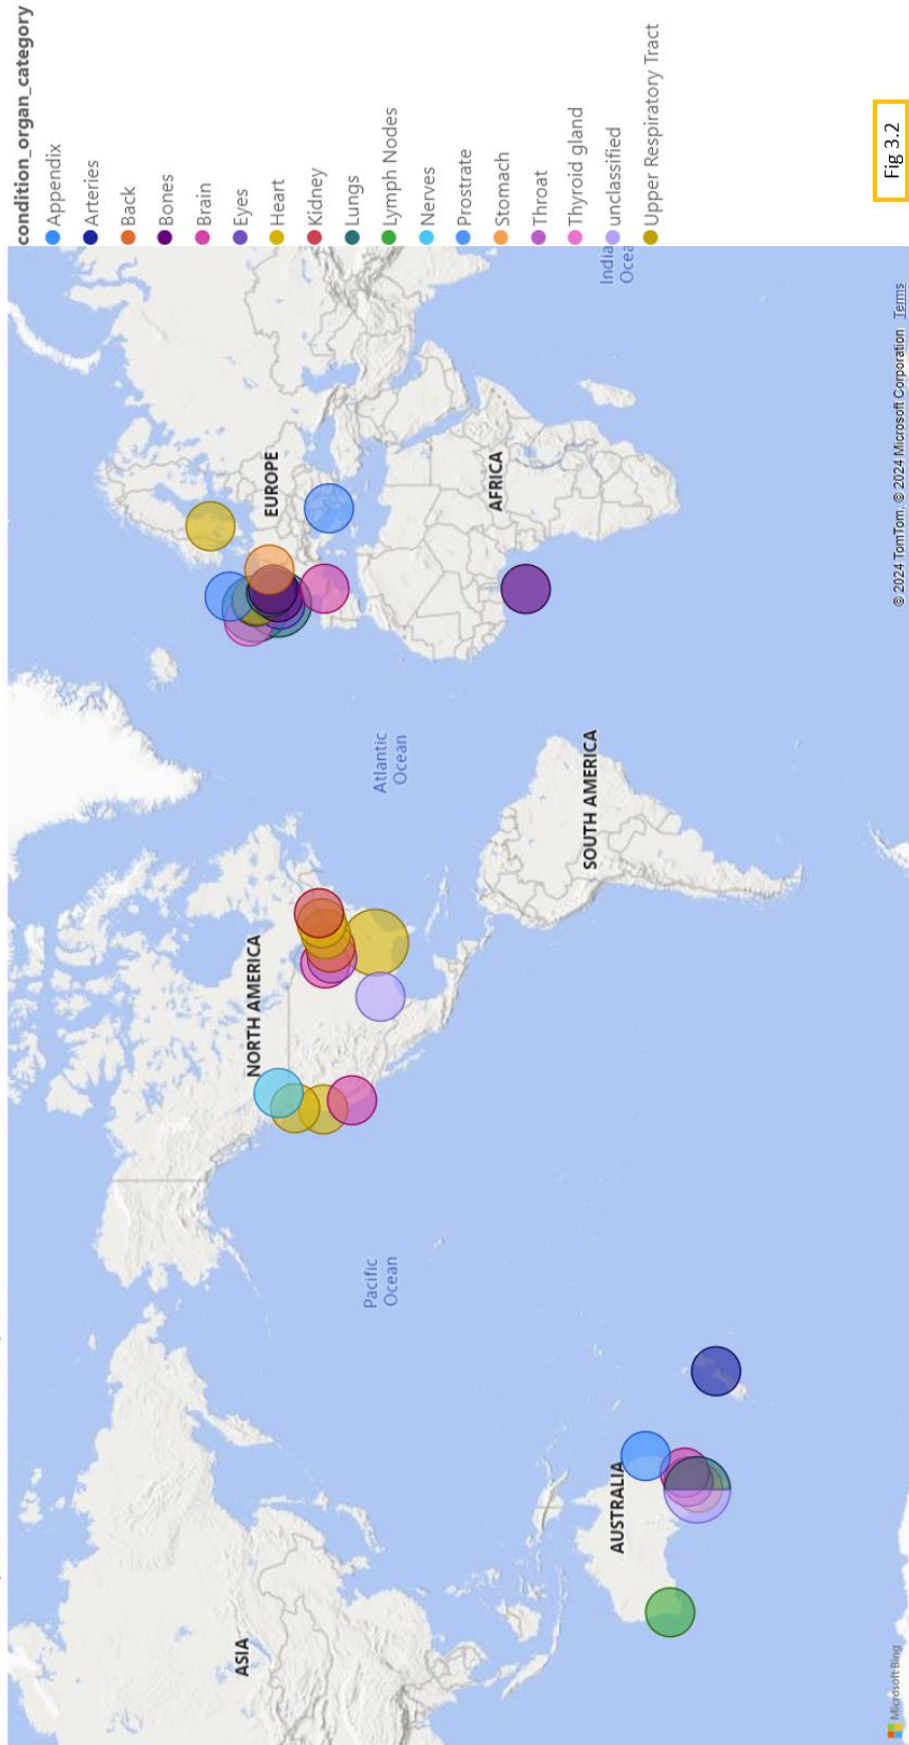 condition_organ_category
Appendix
Arteries
Back
Bones
Brain
Eyes
Heart
Kidney
Lungs
Lymph Nodes
Nerves
Prostrate
Stomach
Throat
Thyroid gland
unclassified
Upper Respiratory Tract
ASIA
NORTH AMERICA
EUROPE
Pacific
Ocean
Atlantic
Ocean
AFRICA
AUSTRALIA
SOUTH AMERICA
India
Ocea
Microsoft Bing
© 2024 TomTom, © 2024 Microsoft Corporation Terms
Fig 3.2